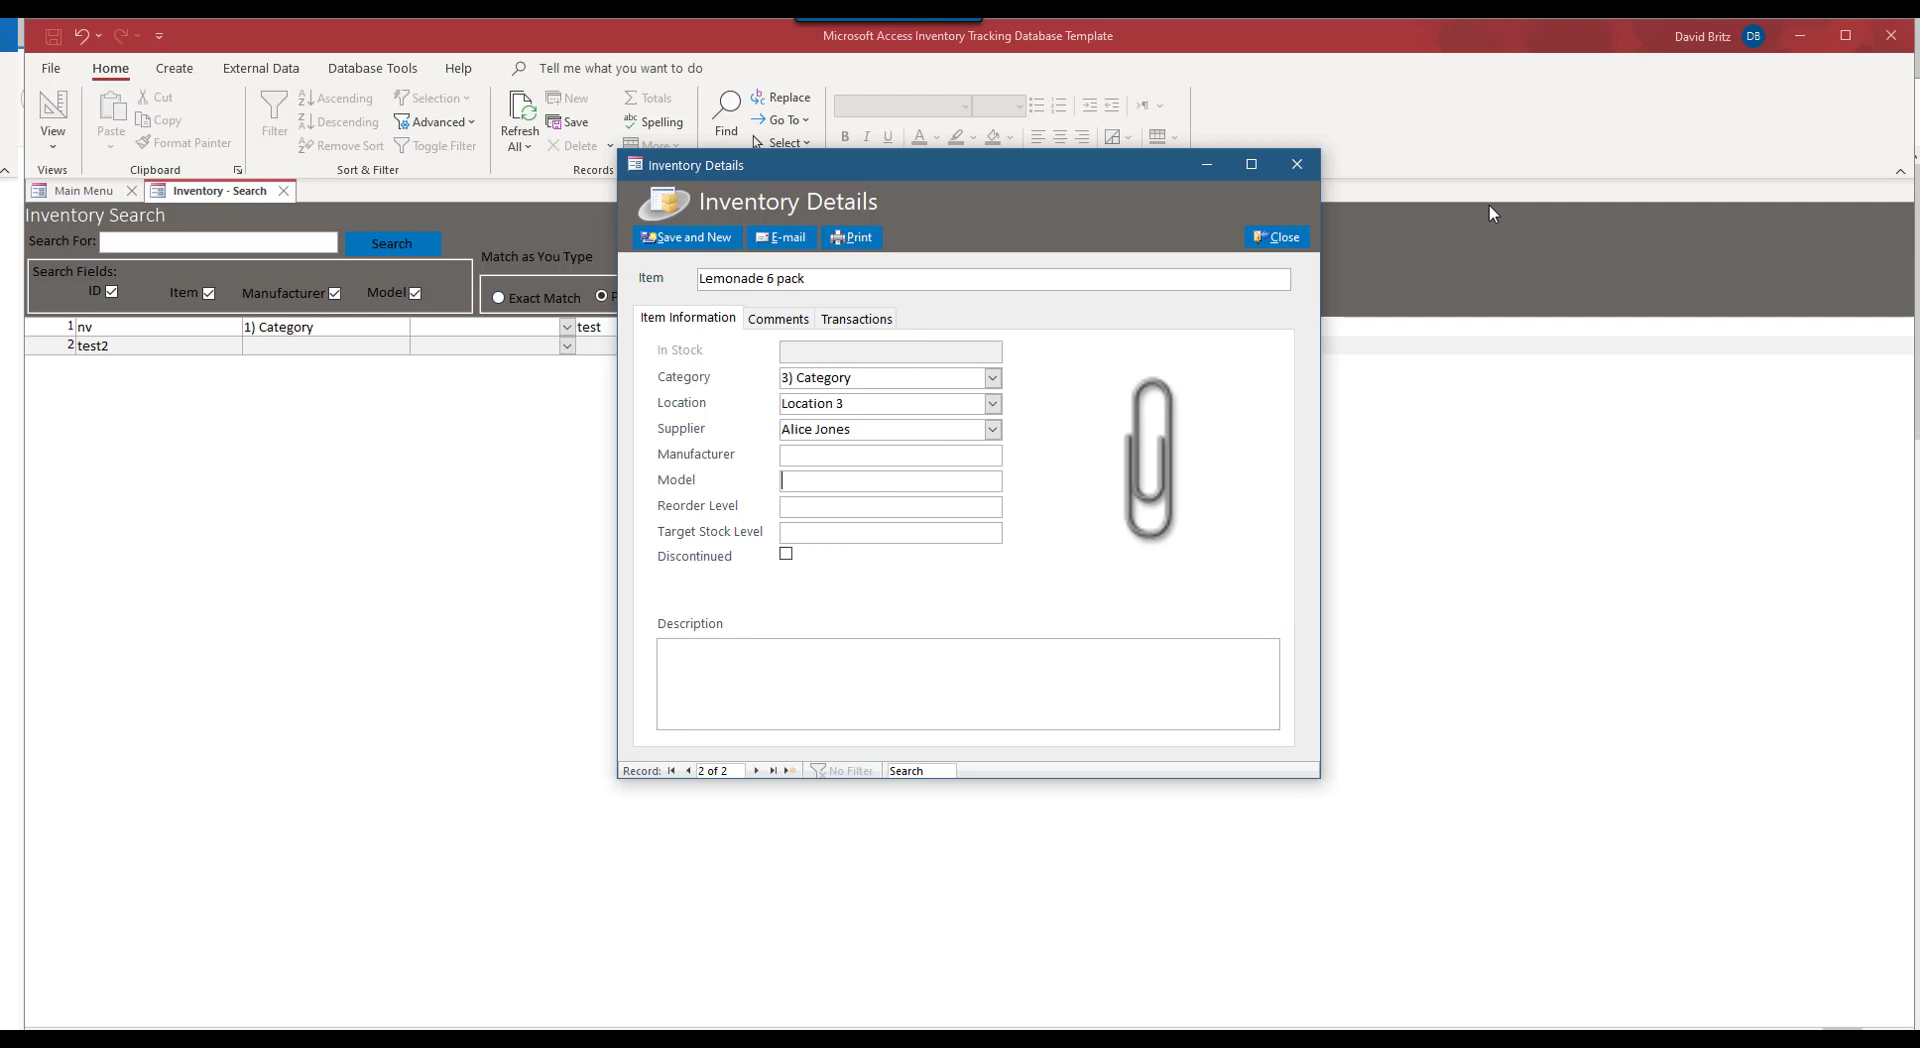 Microsoft Access Inventory Tracking Database Template
David Britz DB
File Home Create External Data Database Tools Help Tell me what you want to do
View
Views
Paste
Cut
Copy
Format Painter
Clipboard
Filter
Ascending
Descending
Remove Sort
Selection
Advanced
Toggle Filter
Sort & Filter
Refresh
All
New
Save
Delete
Totals
Spelling
More
Records
Find
Replace
Go To
Select
B I U A
Main Menu
Inventory - Search
Inventory Search
Search For:
Search
Search Fields:
ID
Item
Manufacturer
Model
Match as You Type
Exact Match
1 nv 1) Category test
2 test2
Inventory Details
Inventory Details
Save and New E-mail Print Close
Item Lemonade 6 pack
Item Information Comments Transactions
In Stock
Category 3) Category
Location Location 3
Supplier Alice Jones
Manufacturer
Model
Reorder Level
Target Stock Level
Discontinued
Description
Record: 2 of 2 No Filter Search